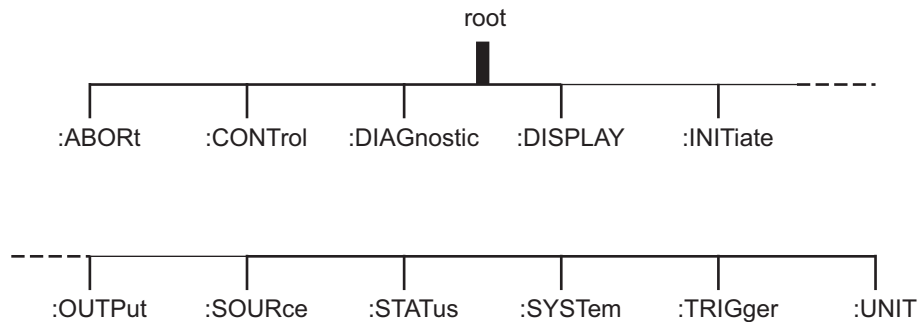 root
:ABORt :CONTrol :DIAGnostic :DISPLAY :INITiate
:OUTPut :SOURce :STATus :SYSTem :TRIGger :UNIT